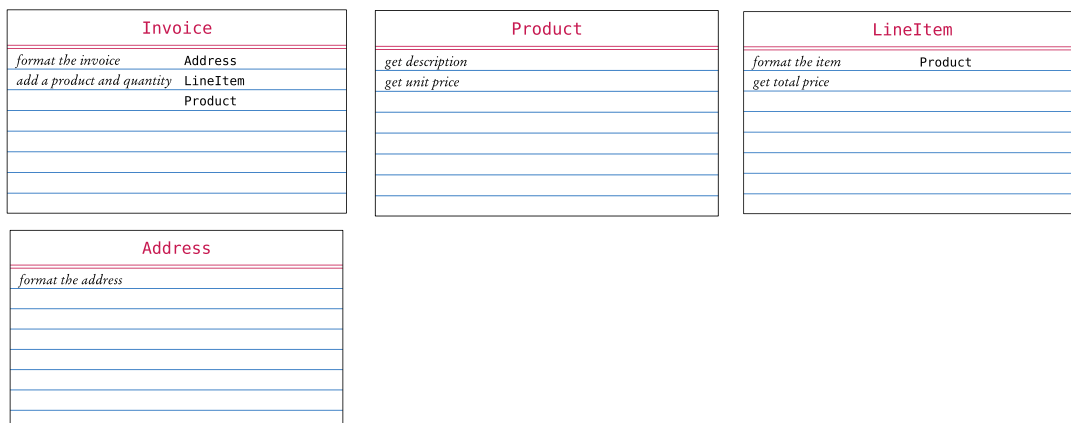 Invoice
format the invoice Address
add a product and quantity LineItem
Product
Product
get description
get unit price
LineItem
format the item Product
get total price
Address
format the address